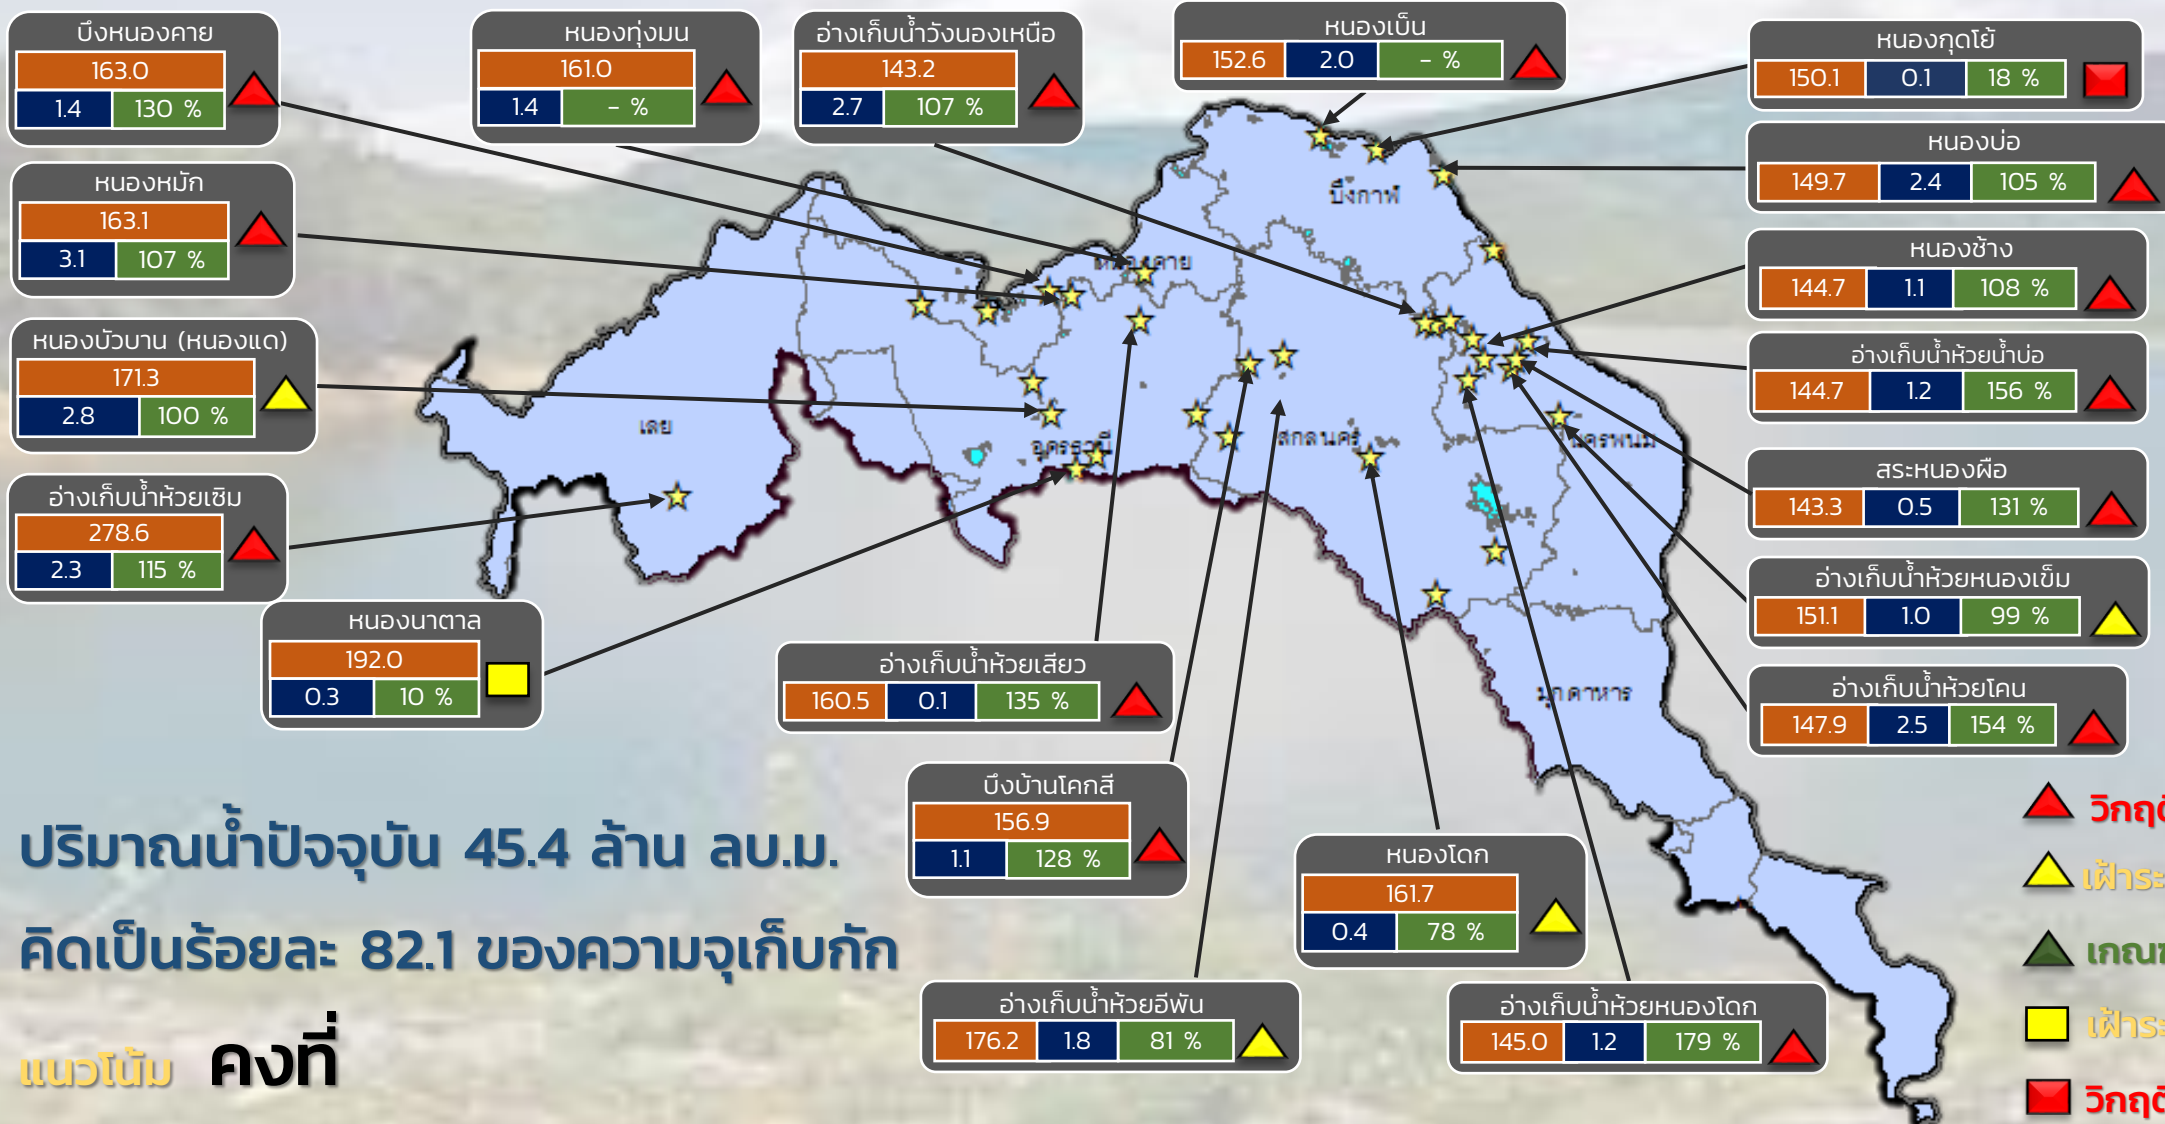 บึงหนองคาย
163.0
1.4 130 %
หนองทุ่งมน
161.0
1.4 - %
อ่างเก็บน้ำวังนองเหนือ
143.2
2.7 107 %
หนองเบ็น
152.6 2.0 - %
หนองกุดโย้
150.1 0.1 18 %
หนองหมัก
163.1
3.1 107 %
หนองบ่อ
149.7 2.4 105 %
บึงกาฬ
หนองช้าง
144.7 1.1 108 %
หนองบัวบาน (หนองแด)
171.3
2.8 100 %
อ่างเก็บน้ำห้วยน้ำบ่อ
144.7 1.2 156 %
เลย
อุดรธานี
สกลนคร
นครพนม
สระหนองผือ
143.3 0.5 131 %
อ่างเก็บน้ำห้วยเซิม
278.6
2.3 115 %
อ่างเก็บน้ำห้วยหนองเข็ม
151.1 1.0 99 %
หนองนาตาล
192.0
0.3 10 %
อ่างเก็บน้ำห้วยเสียว
160.5 0.1 135 %
มุกดาหาร
อ่างเก็บน้ำห้วยโคน
147.9 2.5 154 %
บึงบ้านโคกสี
156.9
1.1 128 %
หนองโดก
161.7
0.4 78 %
อ่างเก็บน้ำห้วยอีพัน
176.2 1.8 81 %
อ่างเก็บน้ำห้วยหนองโดก
145.0 1.2 179 %
ปริมาณน้ำปัจจุบัน 45.4 ล้าน ลบ.ม.
คิดเป็นร้อยละ 82.1 ของความจุเก็บกัก
แนวโน้ม คงที่